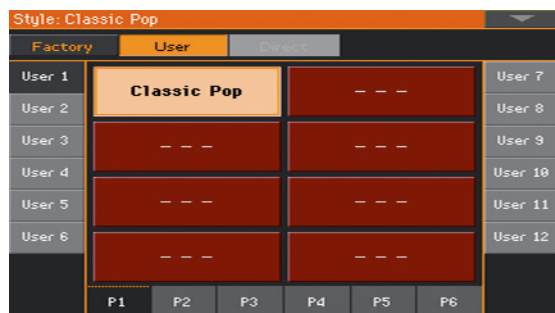 Style: Classic Pop
Factory User Direct
User 1
User 2
User 3
User 4
User 5
User 6
Classic Pop
- - -
- - -
- - -
- - -
- - -
- - -
- - -
User 7
User 8
User 9
User 10
User 11
User 12
P1 P2 P3 P4 P5 P6